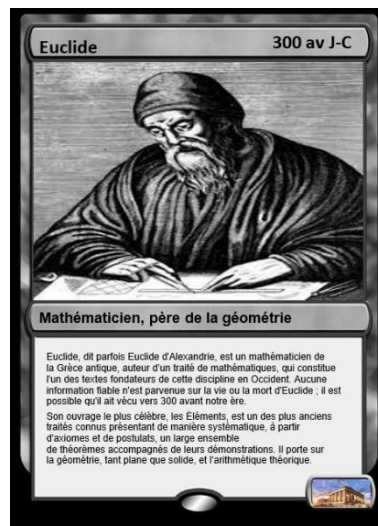 Euclide
300 av J-C
Mathématicien, père de la géométrie
Euclide, dit parfois Euclide d'Alexandrie, est un mathématicien de
la Grèce antique, auteur d'un traité de mathématiques, qui constitue
l'un des textes fondateurs de cette discipline en Occident. Aucune
information fiable n'est parvenue sur la vie ou la mort d'Euclide ; il est
possible qu'il ait vécu vers 300 avant notre ère.
Son ouvrage le plus célèbre, les Éléments, est un des plus anciens
traités connus présentant de manière systématique, à partir
d'axiomes et de postulats, un large ensemble
de théorèmes accompagnés de leurs démonstrations. Il porte sur
la géométrie, tant plane que solide, et l'arithmétique théorique.